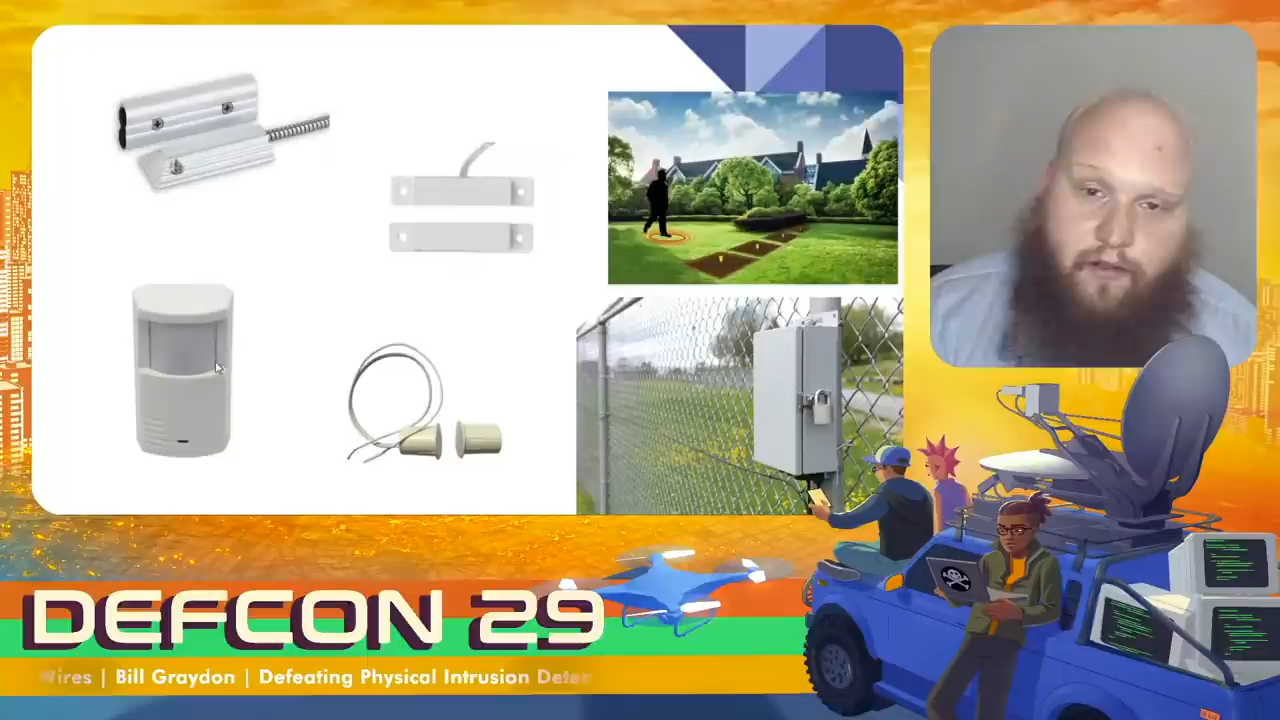 DEFCON 29
| Bill Graydon | Defeating Physical Intrusion